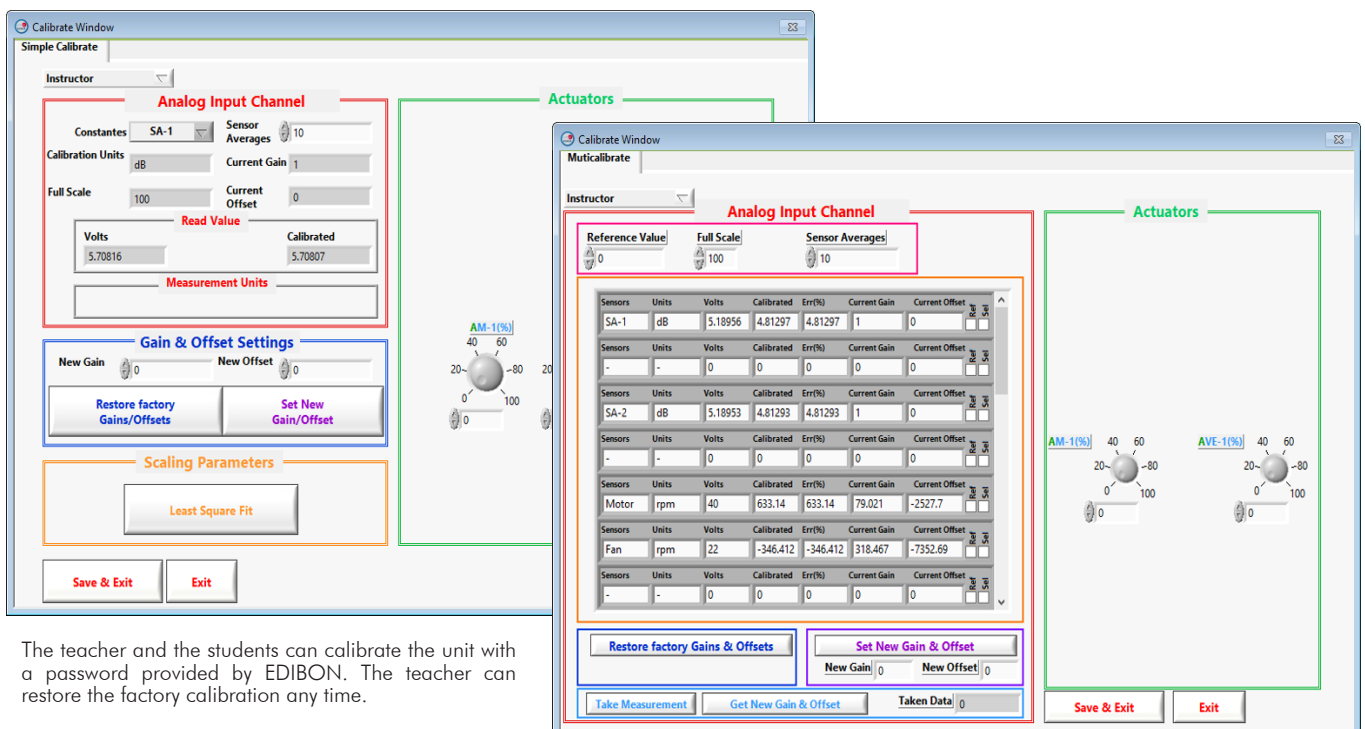 Calibrate Window
Simple Calibrate
Instructor
Analog Input Channel
Constantes SA-1 Sensor Averages 10
Calibration Units dB Current Gain 1
Full Scale 100 Current Offset 0
Read Value
Volts Calibrated
5.70816 5.70807
Measurement Units
Gain & Offset Settings
New Gain 0 New Offset 0
Restore factory Gains/Offsets
Set New Gain/Offset
Scaling Parameters
Least Square Fit
Save & Exit Exit
Actuators
AM-1(%)
40 60
20 80 20
0 100
0
The teacher and the students can calibrate the unit with
a password provided by EDIBON. The teacher can
restore the factory calibration any time.
Calibrate Window
Muticalibrate
Instructor
Analog Input Channel
Reference Value Full Scale Sensor Averages
0 100 10
Sensors Units Volts Calibrated Err(%) Current Gain Current Offset Ref Sel
SA-1 dB 5.18956 4.81297 4.81297 1 0
Sensors Units Volts Calibrated Err(%) Current Gain Current Offset Ref Sel
- - 0 0 0 0 0
Sensors Units Volts Calibrated Err(%) Current Gain Current Offset Ref Sel
SA-2 dB 5.18953 4.81293 4.81293 1 0
Sensors Units Volts Calibrated Err(%) Current Gain Current Offset Ref Sel
- - 0 0 0 0 0
Sensors Units Volts Calibrated Err(%) Current Gain Current Offset Ref Sel
Motor rpm 40 633.14 633.14 79.021 -2527.7
Sensors Units Volts Calibrated Err(%) Current Gain Current Offset Ref Sel
Fan rpm 22 -346.412 -346.412 318.467 -7352.69
Sensors Units Volts Calibrated Err(%) Current Gain Current Offset Ref Sel
- - 0 0 0 0 0
Restore factory Gains & Offsets
Set New Gain & Offset
New Gain 0 New Offset 0
Take Measurement Get New Gain & Offset Taken Data 0
Actuators
AM-1(%) 40 60
20 80
0 100
0
AVE-1(%) 40 60
20 80
0 100
0
Save & Exit Exit